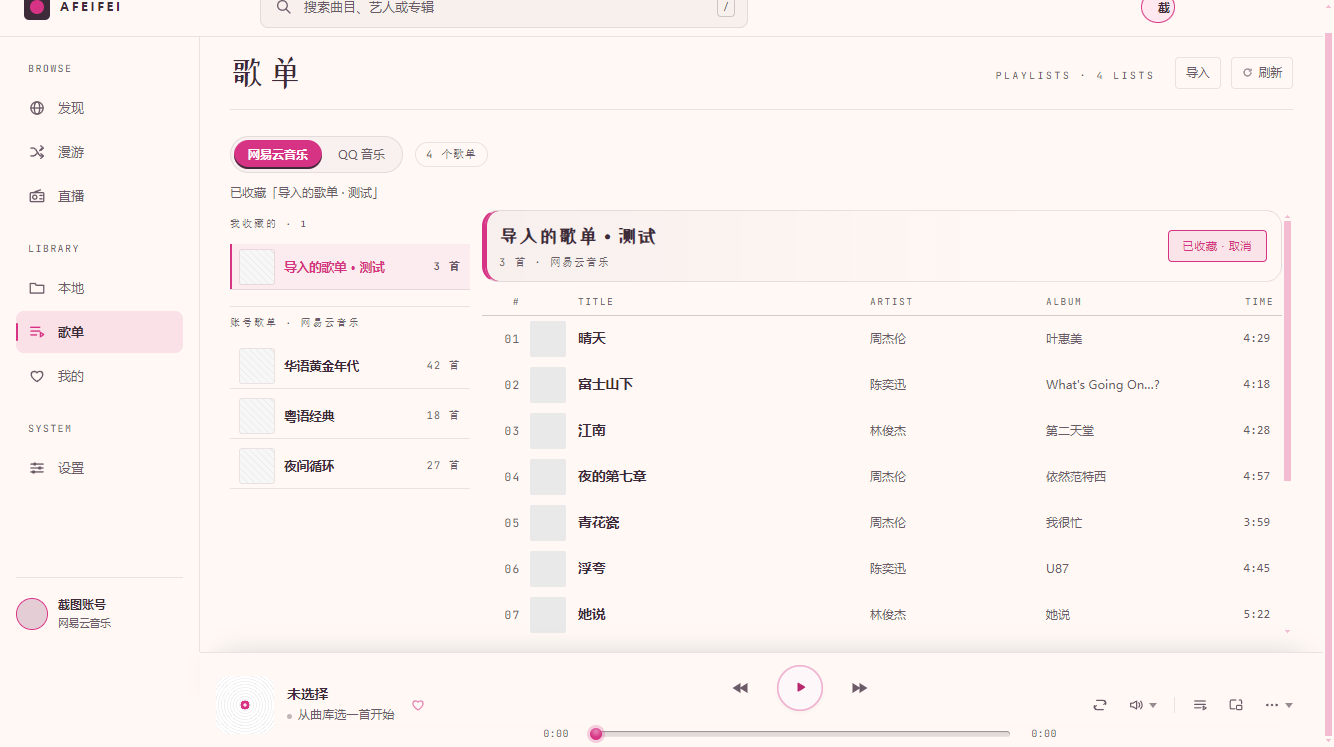 AFEIFEI
搜索曲目、艺人或专辑
/
截
BROWSE
发现
漫游
直播
LIBRARY
本地
歌单
我的
SYSTEM
设置
截图账号
网易云音乐
歌单
PLAYLISTS · 4 LISTS
导入
刷新
网易云音乐
QQ 音乐
4 个歌单
已收藏「导入的歌单 · 测试」
我收藏的 · 1
导入的歌单 • 测试
3 首
账号歌单 · 网易云音乐
华语黄金年代
42 首
粤语经典
18 首
夜间循环
27 首
导入的歌单 • 测试
3 首 · 网易云音乐
已收藏 · 取消
# TITLE ARTIST ALBUM TIME
01 晴天 周杰伦 叶惠美 4:29
02 富士山下 陈奕迅 What's Going On...? 4:18
03 江南 林俊杰 第二天堂 4:28
04 夜的第七章 周杰伦 依然范特西 4:57
05 青花瓷 周杰伦 我很忙 3:59
06 浮夸 陈奕迅 U87 4:45
07 她说 林俊杰 她说 5:22
未选择
从曲库选一首开始
0:00
0:00